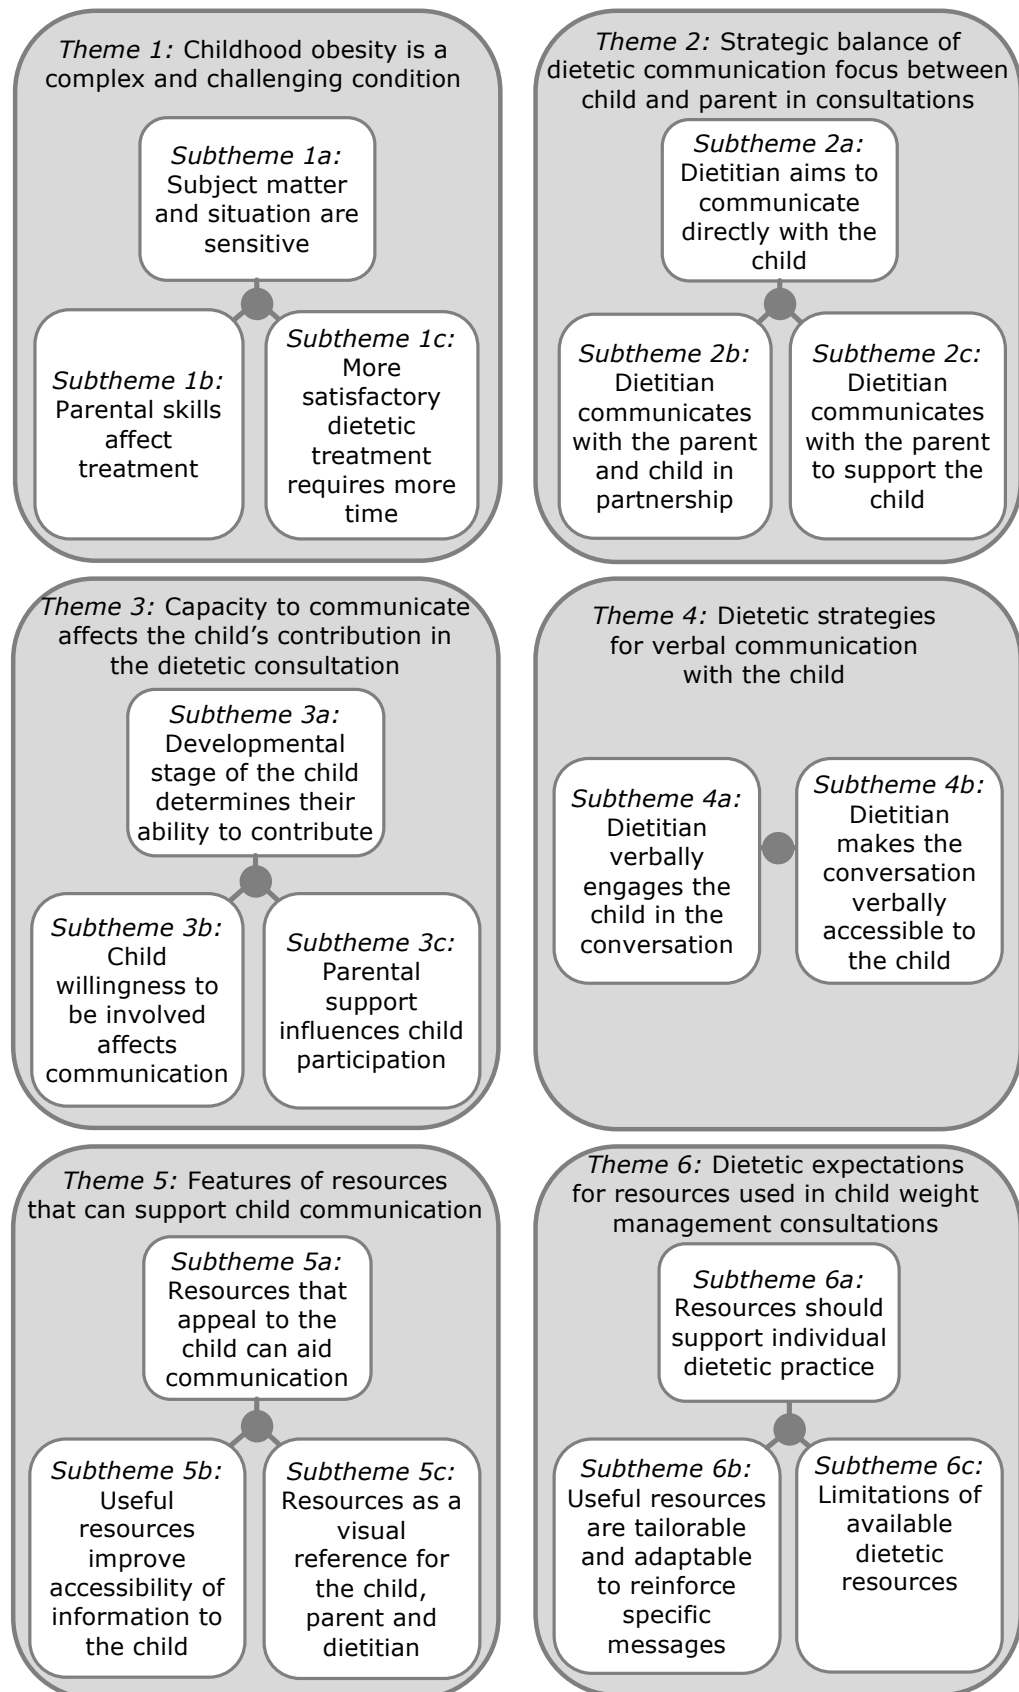 Theme 1: Childhood obesity is a
complex and challenging condition
Subtheme 1a:
Subject matter
and situation are
sensitive
Subtheme 1b:
Parental skills
affect
treatment
Subtheme 1c:
More
satisfactory
dietetic
treatment
requires more
time
Theme 2: Strategic balance of
dietetic communication focus between
child and parent in consultations
Subtheme 2a:
Dietitian aims to
communicate
directly with the
child
Subtheme 2b:
Dietitian
communicates
with the parent
and child in
partnership
Subtheme 2c:
Dietitian
communicates
with the parent
to support the
child
Theme 3: Capacity to communicate
affects the child’s contribution in
the dietetic consultation
Subtheme 3a:
Developmental
stage of the child
determines their
ability to contribute
Subtheme 3b:
Child
willingness to
be involved
affects
communication
Subtheme 3c:
Parental
support
influences child
participation
Theme 4: Dietetic strategies
for verbal communication
with the child
Subtheme 4a:
Dietitian
verbally
engages the
child in the
conversation
Subtheme 4b:
Dietitian
makes the
conversation
verbally
accessible to
the child
Theme 5: Features of resources
that can support child communication
Subtheme 5a:
Resources that
appeal to the
child can aid
communication
Subtheme 5b:
Useful
resources
improve
accessibility of
information to
the child
Subtheme 5c:
Resources as a
visual
reference for
the child,
parent and
dietitian
Theme 6: Dietetic expectations
for resources used in child weight
management consultations
Subtheme 6a:
Resources should
support individual
dietetic practice
Subtheme 6b:
Useful resources
are tailorable
and adaptable
to reinforce
specific
messages
Subtheme 6c:
Limitations of
available
dietetic
resources